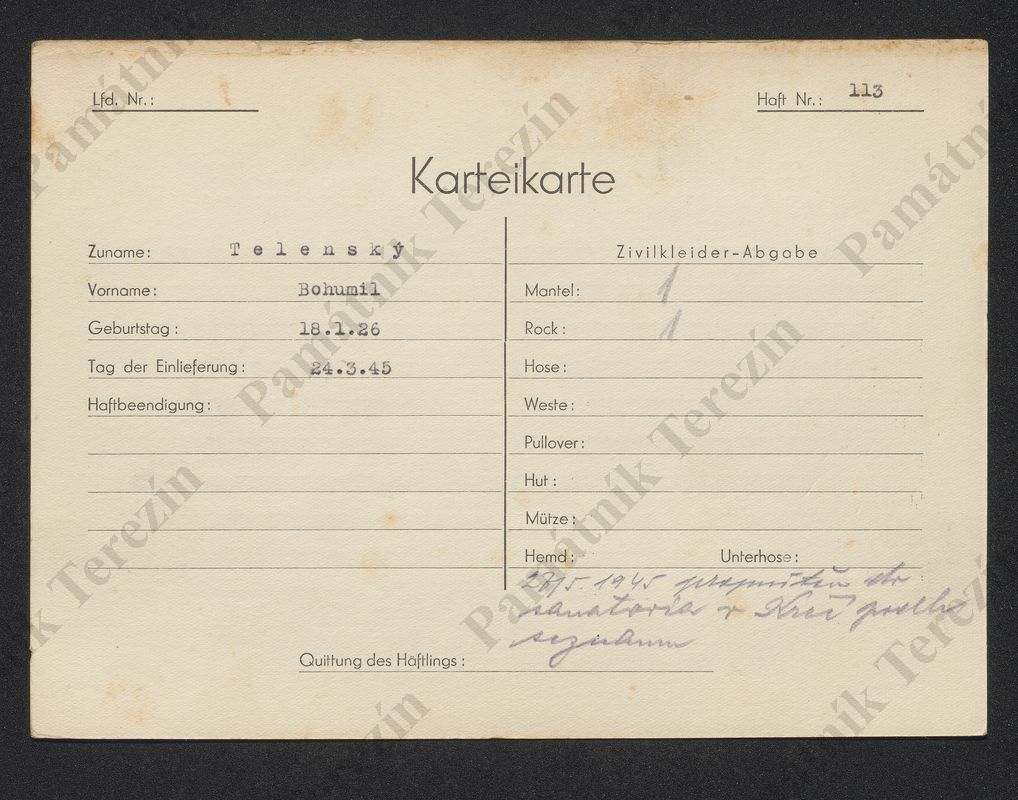 Lfd. Nr.:
Haft Nr.: 113
Karteikarte
Zuname: Telenský
Vorname: Bohumil
Geburtstag: 18.1.26
Tag der Einlieferung: 24.3.45
Haftbeendigung:
Zivilkleider-Abgabe
Mantel: 1
Rock: 1
Hose:
Weste:
Pullover:
Hut:
Mütze:
Hemd: Unterhose:
1945 propuštěn do
sanatoria v Krči podle
seznamu
Quittung des Häftlings:
Památník Terezín